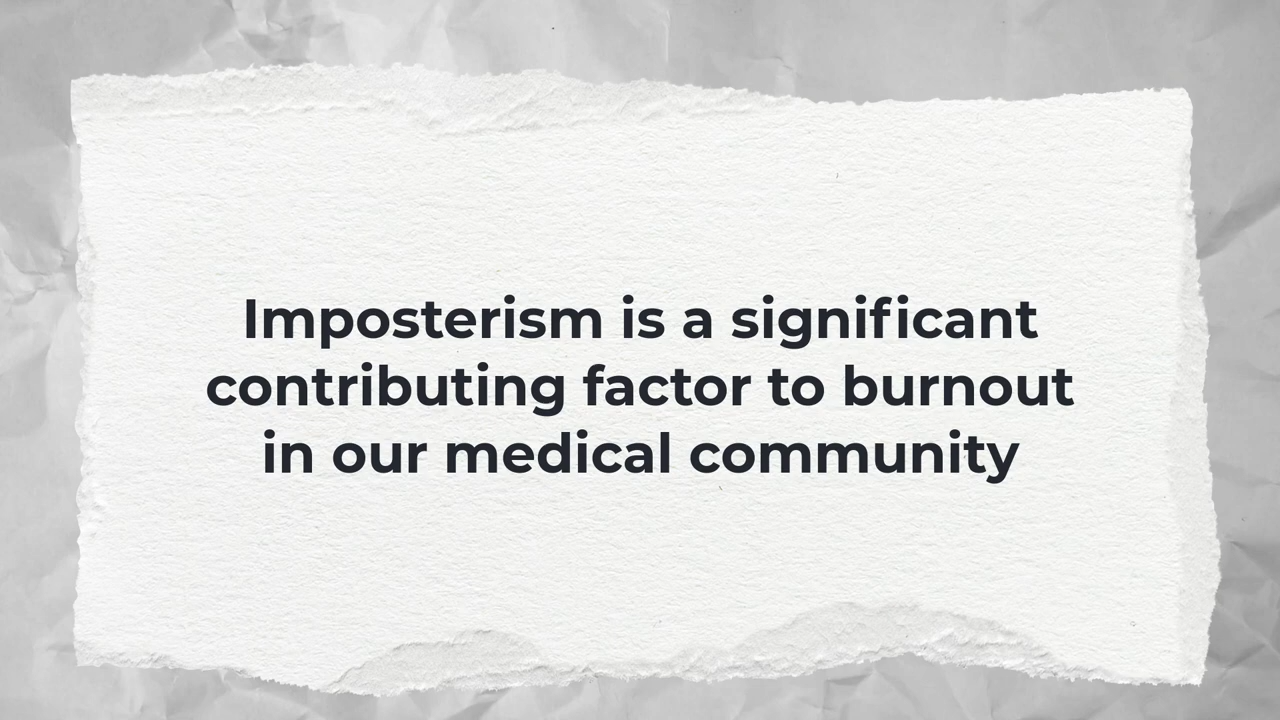 Imposterism is a significant
contributing factor to burnout
in our medical community